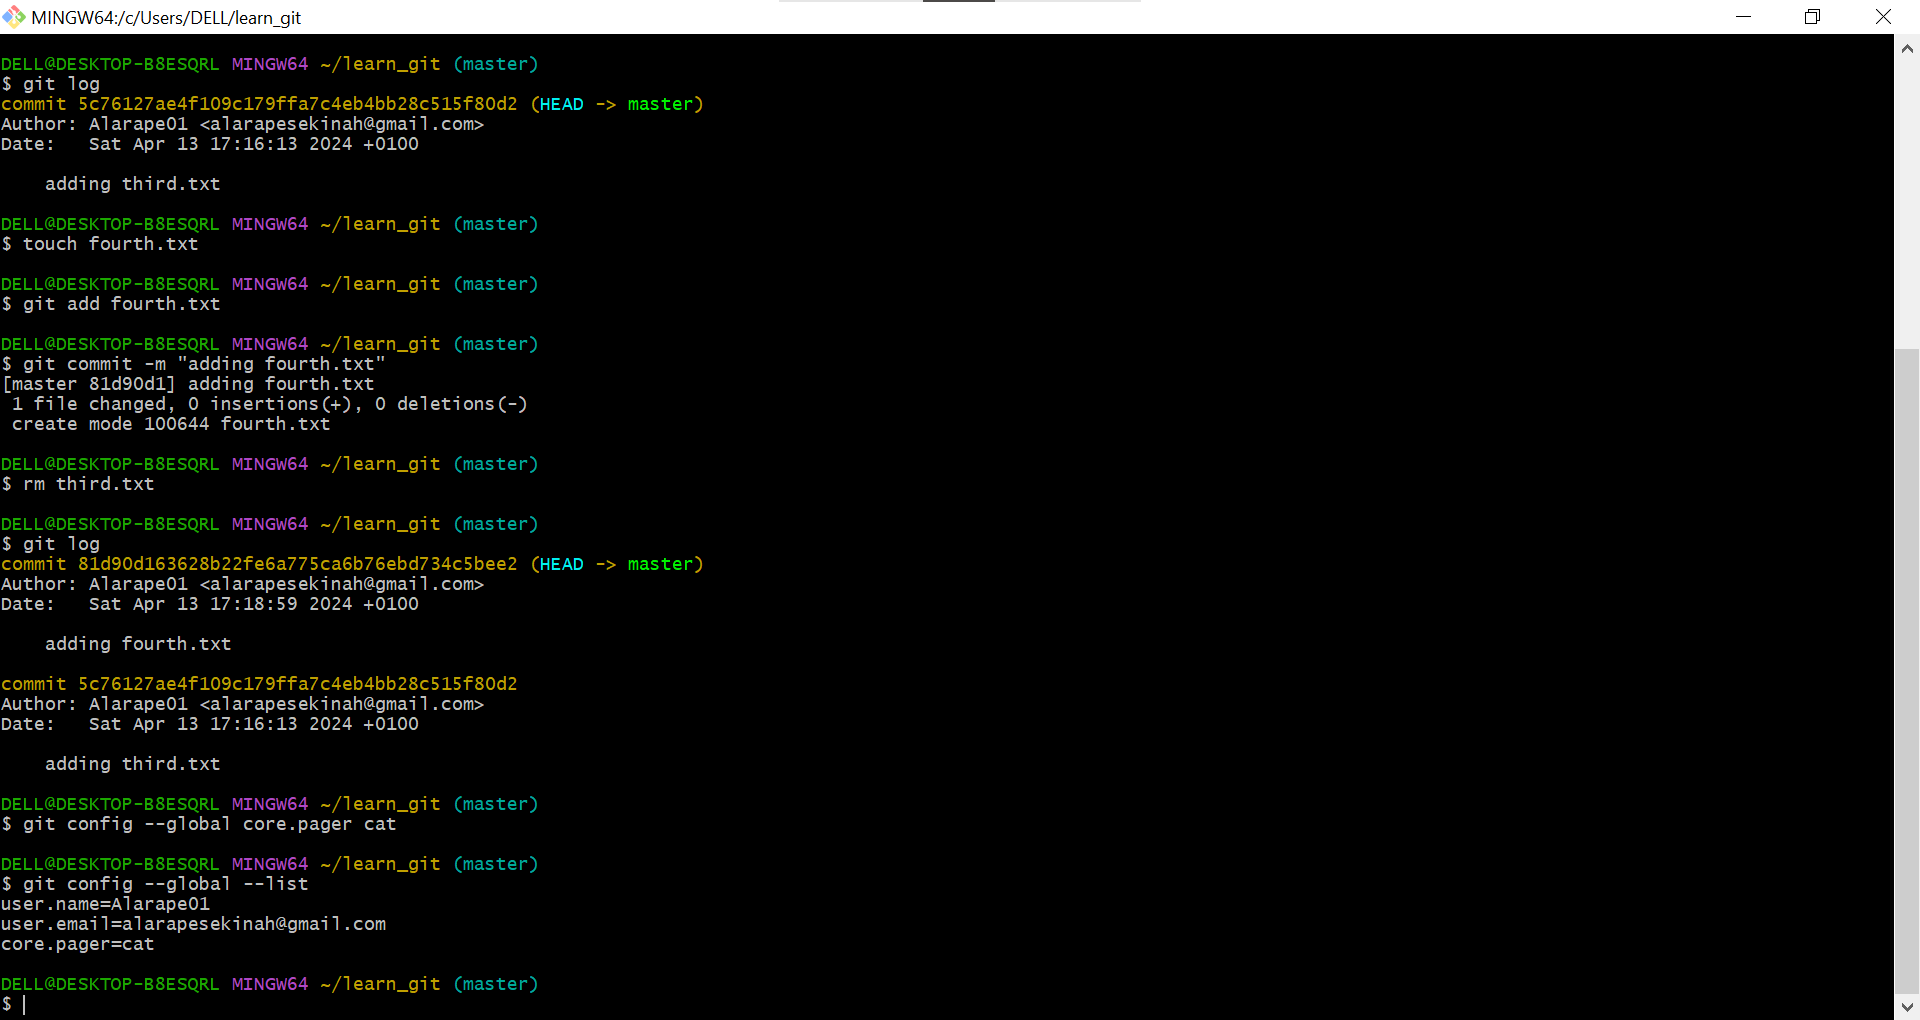 MINGW64:/c/Users/DELL/learn_git
DELL@DESKTOP-B8ESQRL MINGW64 ~/learn_git (master)
$ git log
commit 5c76127ae4f109c179ffa7c4eb4bb28c515f80d2 (HEAD -> master)
Author: Alarape01 <alarapesekinah@gmail.com>
Date:   Sat Apr 13 17:16:13 2024 +0100
    adding third.txt
DELL@DESKTOP-B8ESQRL MINGW64 ~/learn_git (master)
$ touch fourth.txt
DELL@DESKTOP-B8ESQRL MINGW64 ~/learn_git (master)
$ git add fourth.txt
DELL@DESKTOP-B8ESQRL MINGW64 ~/learn_git (master)
$ git commit -m "adding fourth.txt"
[master 81d90d1] adding fourth.txt
 1 file changed, 0 insertions(+), 0 deletions(-)
 create mode 100644 fourth.txt
DELL@DESKTOP-B8ESQRL MINGW64 ~/learn_git (master)
$ rm third.txt
DELL@DESKTOP-B8ESQRL MINGW64 ~/learn_git (master)
$ git log
commit 81d90d163628b22fe6a775ca6b76ebd734c5bee2 (HEAD -> master)
Author: Alarape01 <alarapesekinah@gmail.com>
Date:   Sat Apr 13 17:18:59 2024 +0100
    adding fourth.txt
commit 5c76127ae4f109c179ffa7c4eb4bb28c515f80d2
Author: Alarape01 <alarapesekinah@gmail.com>
Date:   Sat Apr 13 17:16:13 2024 +0100
    adding third.txt
DELL@DESKTOP-B8ESQRL MINGW64 ~/learn_git (master)
$ git config --global core.pager cat
DELL@DESKTOP-B8ESQRL MINGW64 ~/learn_git (master)
$ git config --global --list
user.name=Alarape01
user.email=alarapesekinah@gmail.com
core.pager=cat
DELL@DESKTOP-B8ESQRL MINGW64 ~/learn_git (master)
$